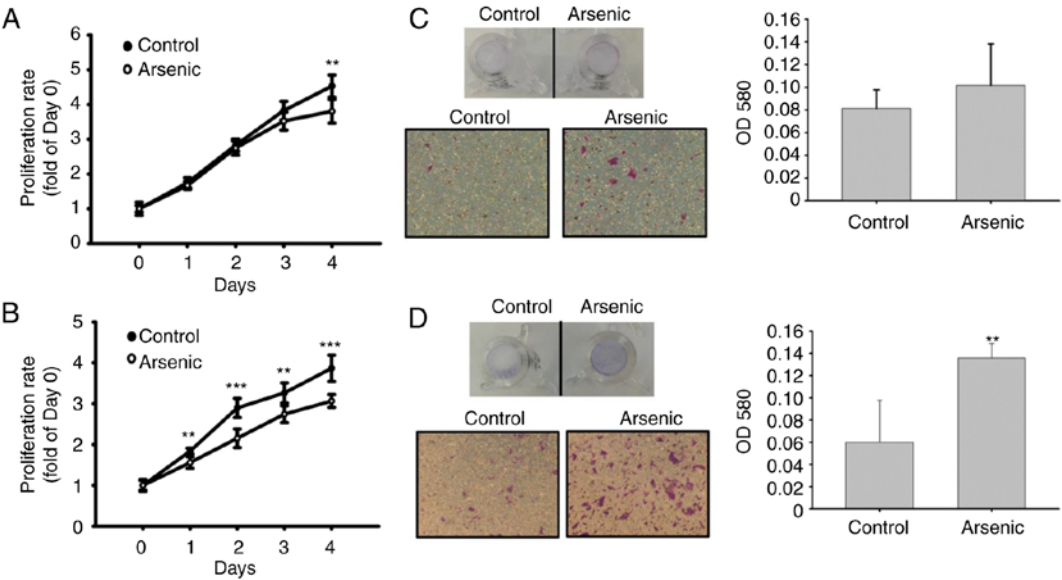 A
Proliferation rate
(fold of Day 0)
6
5
4
3
2
1
0
Control
Arsenic
**
0 1 2 3 4
Days
B
Proliferation rate
(fold of Day 0)
5
4
3
2
1
0
Control
Arsenic
** *** ** ***
0 1 2 3 4
Days
C
Control Arsenic
Control Arsenic
OD 580
0.16
0.14
0.12
0.10
0.08
0.06
0.04
0.02
0
Control Arsenic
D
Control Arsenic
Control Arsenic
OD 580
0.16
0.14
0.12
0.10
0.08
0.06
0.04
0.02
0
**
Control Arsenic